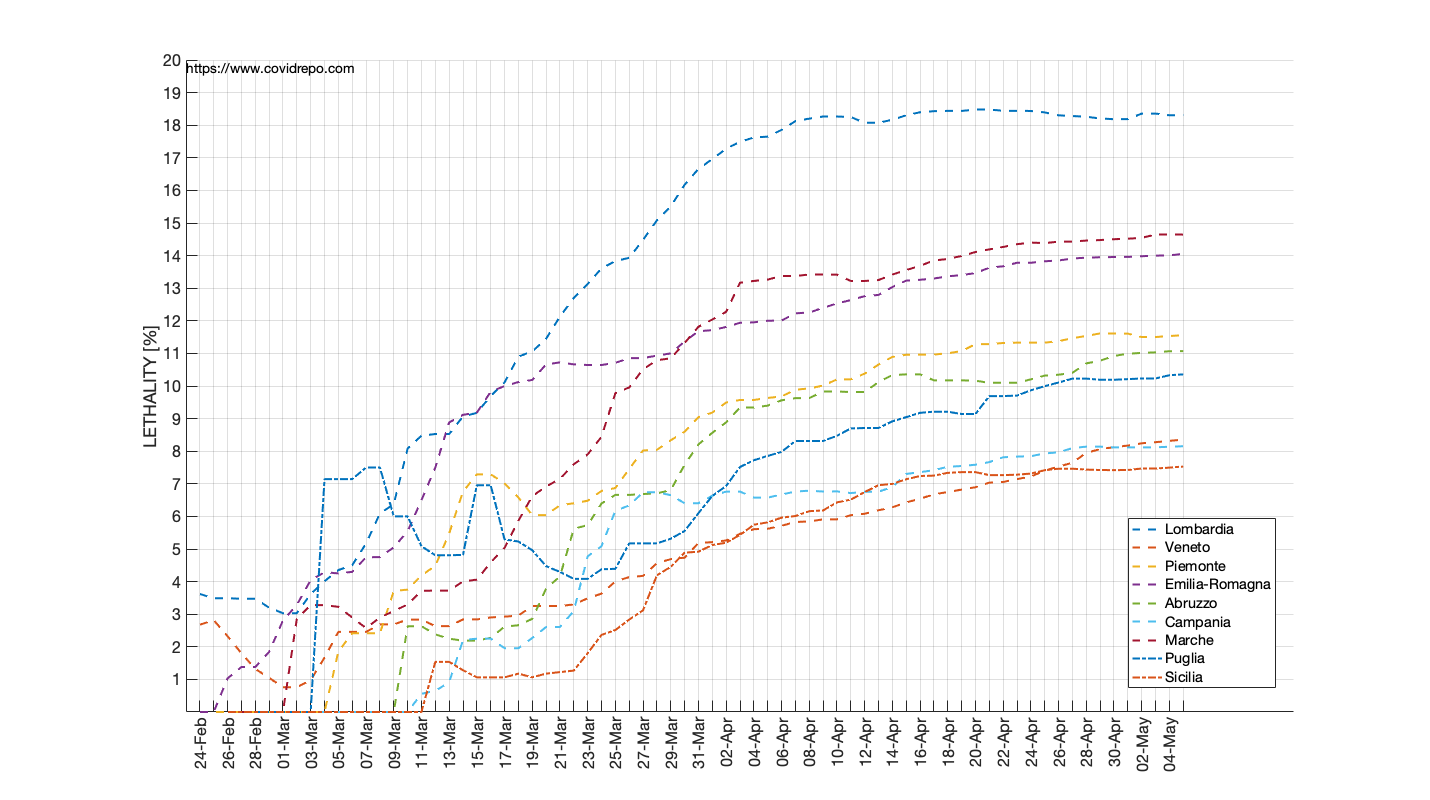 https://www.covidrepo.com
20
19
18
17
16
15
14
13
12
11
10
9
8
7
6
5
4
3
2
1
LETHALITY [%]
24-Feb
26-Feb
28-Feb
01-Mar
03-Mar
05-Mar
07-Mar
09-Mar
11-Mar
13-Mar
15-Mar
17-Mar
19-Mar
21-Mar
23-Mar
25-Mar
27-Mar
29-Mar
31-Mar
02-Apr
04-Apr
06-Apr
08-Apr
10-Apr
12-Apr
14-Apr
16-Apr
18-Apr
20-Apr
22-Apr
24-Apr
26-Apr
28-Apr
30-Apr
02-May
04-May
Lombardia
Veneto
Piemonte
Emilia-Romagna
Abruzzo
Campania
Marche
Puglia
Sicilia